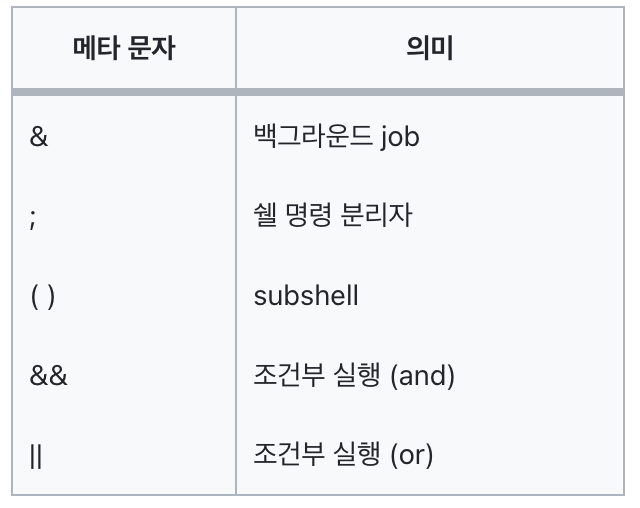 메타 문자 의미
& 백그라운드 job
; 쉘 명령 분리자
( ) subshell
&& 조건부 실행 (and)
|| 조건부 실행 (or)